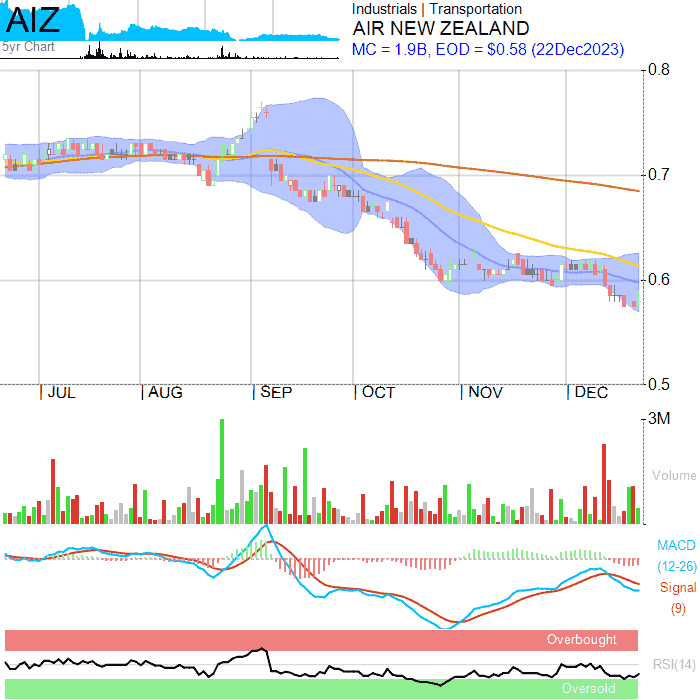 AIZ
5yr Chart
Industrials | Transportation
AIR NEW ZEALAND
MC = 1.9B, EOD = $0.58 (22Dec2023)
0.8
0.7
0.6
0.5
| JUL | AUG | SEP | OCT | NOV | DEC
3M
Volume
MACD
(12-26)
Signal
(9)
Overbought
RSI(14)
Oversold